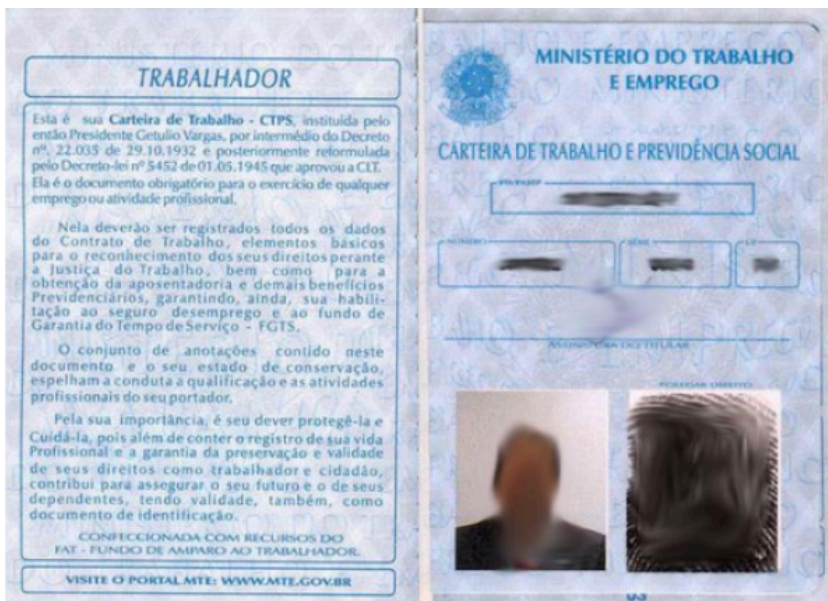 TRABALHADOR
Esta é sua Carteira de Trabalho - CTPS, instituída pelo
então Presidente Getulio Vargas, por intermédio do Decreto
nº. 22.035 de 29.10.1932 e posteriormente reformulada
pelo Decreto-lei nº 5452 de 01.05.1945 que aprovou a CLT.
Ela é o documento obrigatório para o exercício de qualquer
emprego ou atividade profissional.
Nela deverão ser registrados todos os dados
do Contrato de Trabalho, elementos básicos
para o reconhecimento dos seus direitos perante
a Justiça do Trabalho, bem como para a
obtenção da aposentadoria e demais benefícios
Previdenciários, garantindo, ainda, sua habili-
tação ao seguro desemprego e ao fundo de
Garantia do Tempo de Serviço - FGTS.
O conjunto de anotações contido neste
documento e o seu estado de conservação,
espelham a conduta a qualificação e as atividades
profissionais do seu portador.
Pela sua importância, é seu dever protegê-la e
Cuidá-la, pois além de conter o registro de sua vida
Profissional e a garantia da preservação e validade
de seus direitos como trabalhador e cidadão,
contribui para assegurar o seu futuro e o de seus
dependentes, tendo validade, também, como
documento de identificação.
CONFECCIONADA COM RECURSOS DO
FAT - FUNDO DE AMPARO AO TRABALHADOR.
VISITE O PORTAL MTE: WWW.MTE.GOV.BR
MINISTÉRIO DO TRABALHO
E EMPREGO
CARTEIRA DE TRABALHO E PREVIDÊNCIA SOCIAL
NÚMERO SÉRIE UF
ASSINATURA DO TITULAR
POLEGAR DIREITO